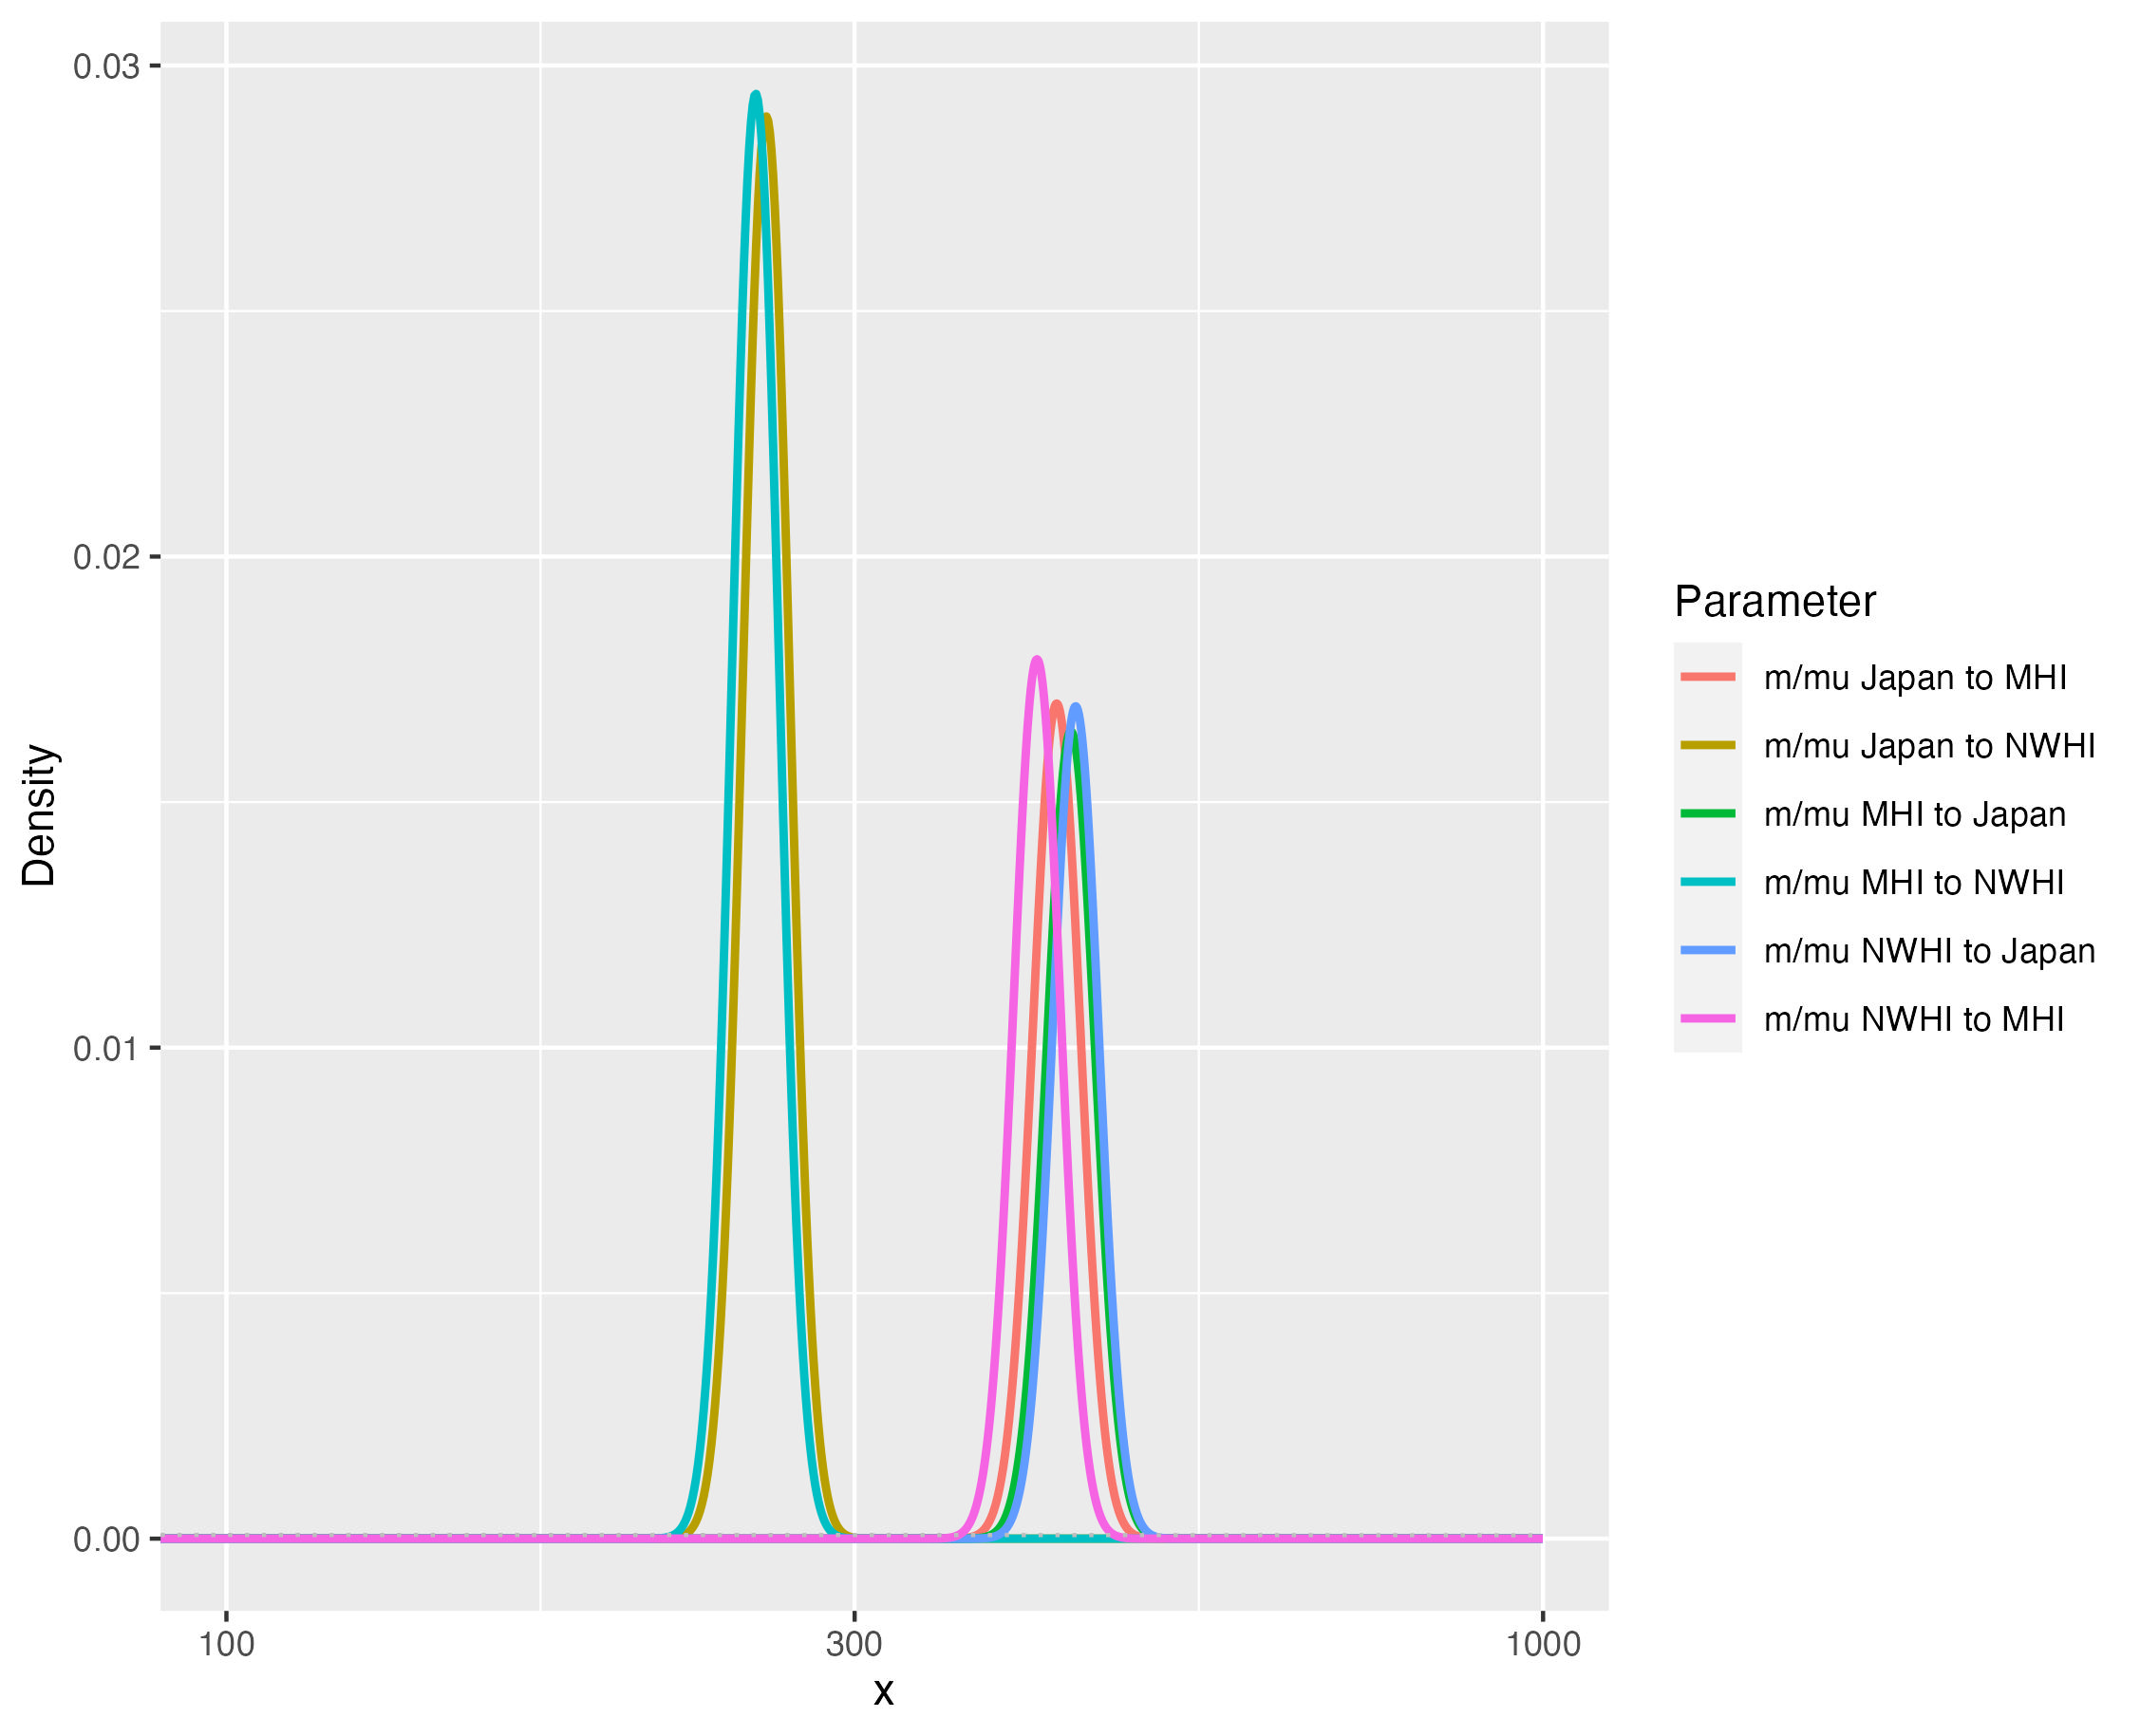 0.03
0.02
0.01
0.00
Density
100
300
1000
x
Parameter
m/mu Japan to MHI
m/mu Japan to NWHI
m/mu MHI to Japan
m/mu MHI to NWHI
m/mu NWHI to Japan
m/mu NWHI to MHI